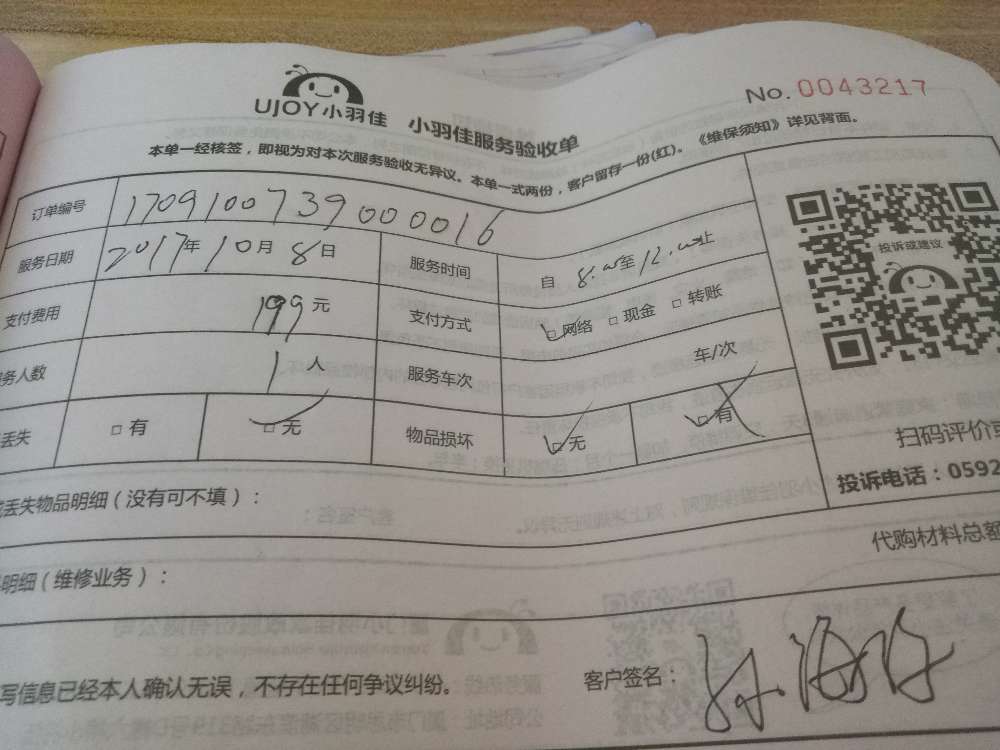 No. 0043217
UJOY小羽佳 小羽佳服务验收单
本单一经核签，即视为对本次服务验收无异议。本单一式两份，客户留存一份(红)。《维保须知》详见背面。
订单编号 170910073900016
服务日期 2017年10月8日 服务时间 自 8.00至12.00止
支付费用 199元 支付方式 □网络 □现金 □转账
务人数 1人 服务车次 车/次
丢失 □有 □无 物品损坏 □无 □有
投诉或建议
扫码评价
投诉电话：0592
丢失物品明细（没有可不填）：
代购材料总额
明细（维修业务）：
写信息已经本人确认无误，不存在任何争议纠纷。 客户签名：